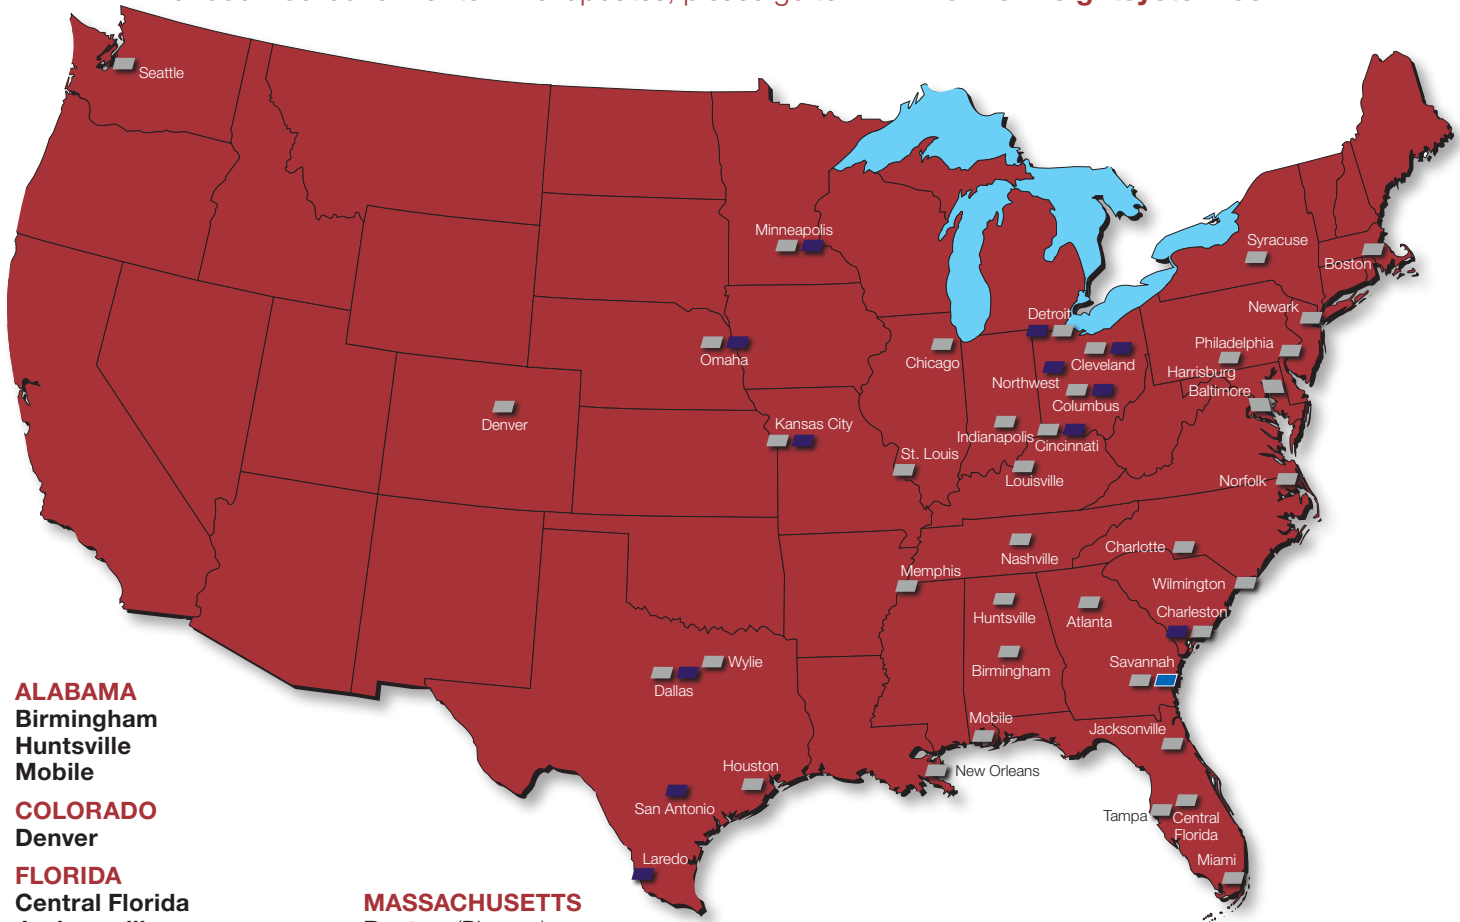 Seattle
Minneapolis
Syracuse
Boston
Newark
Detroit
Philadelphia
Omaha
Chicago
Cleveland
Harrisburg
Northwest
Baltimore
Columbus
Denver
Kansas City
Indianapolis
Cincinnati
St. Louis
Louisville
Norfolk
Nashville
Charlotte
Memphis
Wilmington
Huntsville
Atlanta
Charleston
Wylie
Birmingham
Savannah
Dallas
Mobile
Jacksonville
Houston
New Orleans
San Antonio
Tampa
Central
Florida
Laredo
Miami
ALABAMA
Birmingham
Huntsville
Mobile
COLORADO
Denver
FLORIDA
Central Florida
MASSACHUSETTS